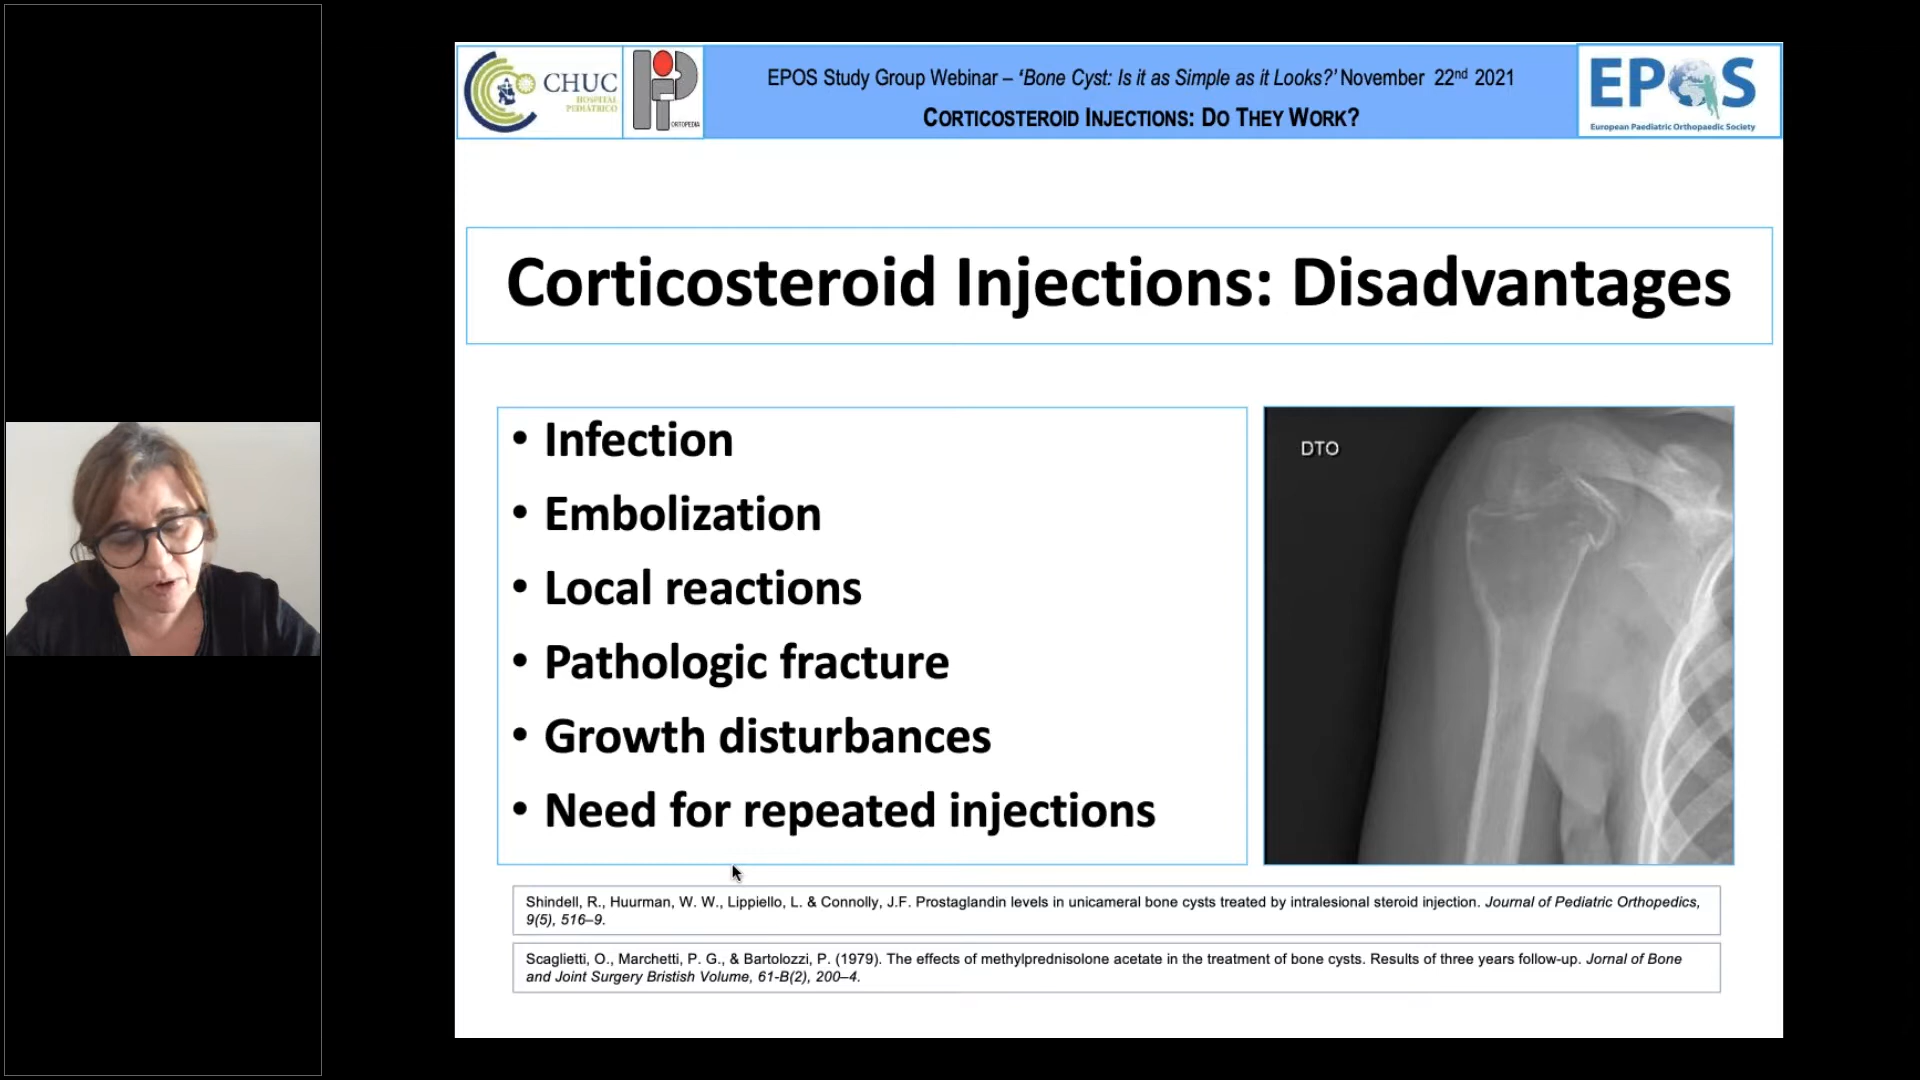 CHUC
HOSPITAL
PEDIÁTRICO
ORTOPEDIA
EPOS Study Group Webinar – ‘Bone Cyst: Is it as Simple as it Looks?’ November 22nd 2021
CORTICOSTEROID INJECTIONS: DO THEY WORK?
EPOS
European Paediatric Orthopaedic Society
Corticosteroid Injections: Disadvantages
• Infection
• Embolization
• Local reactions
• Pathologic fracture
• Growth disturbances
• Need for repeated injections
DTO
Shindell, R., Huurman, W. W., Lippiello, L. & Connolly, J.F. Prostaglandin levels in unicameral bone cysts treated by intralesional steroid injection. Journal of Pediatric Orthopedics,
9(5), 516–9.
Scaglietti, O., Marchetti, P. G., & Bartolozzi, P. (1979). The effects of methylprednisolone acetate in the treatment of bone cysts. Results of three years follow-up. Jornal of Bone
and Joint Surgery Bristish Volume, 61-B(2), 200–4.